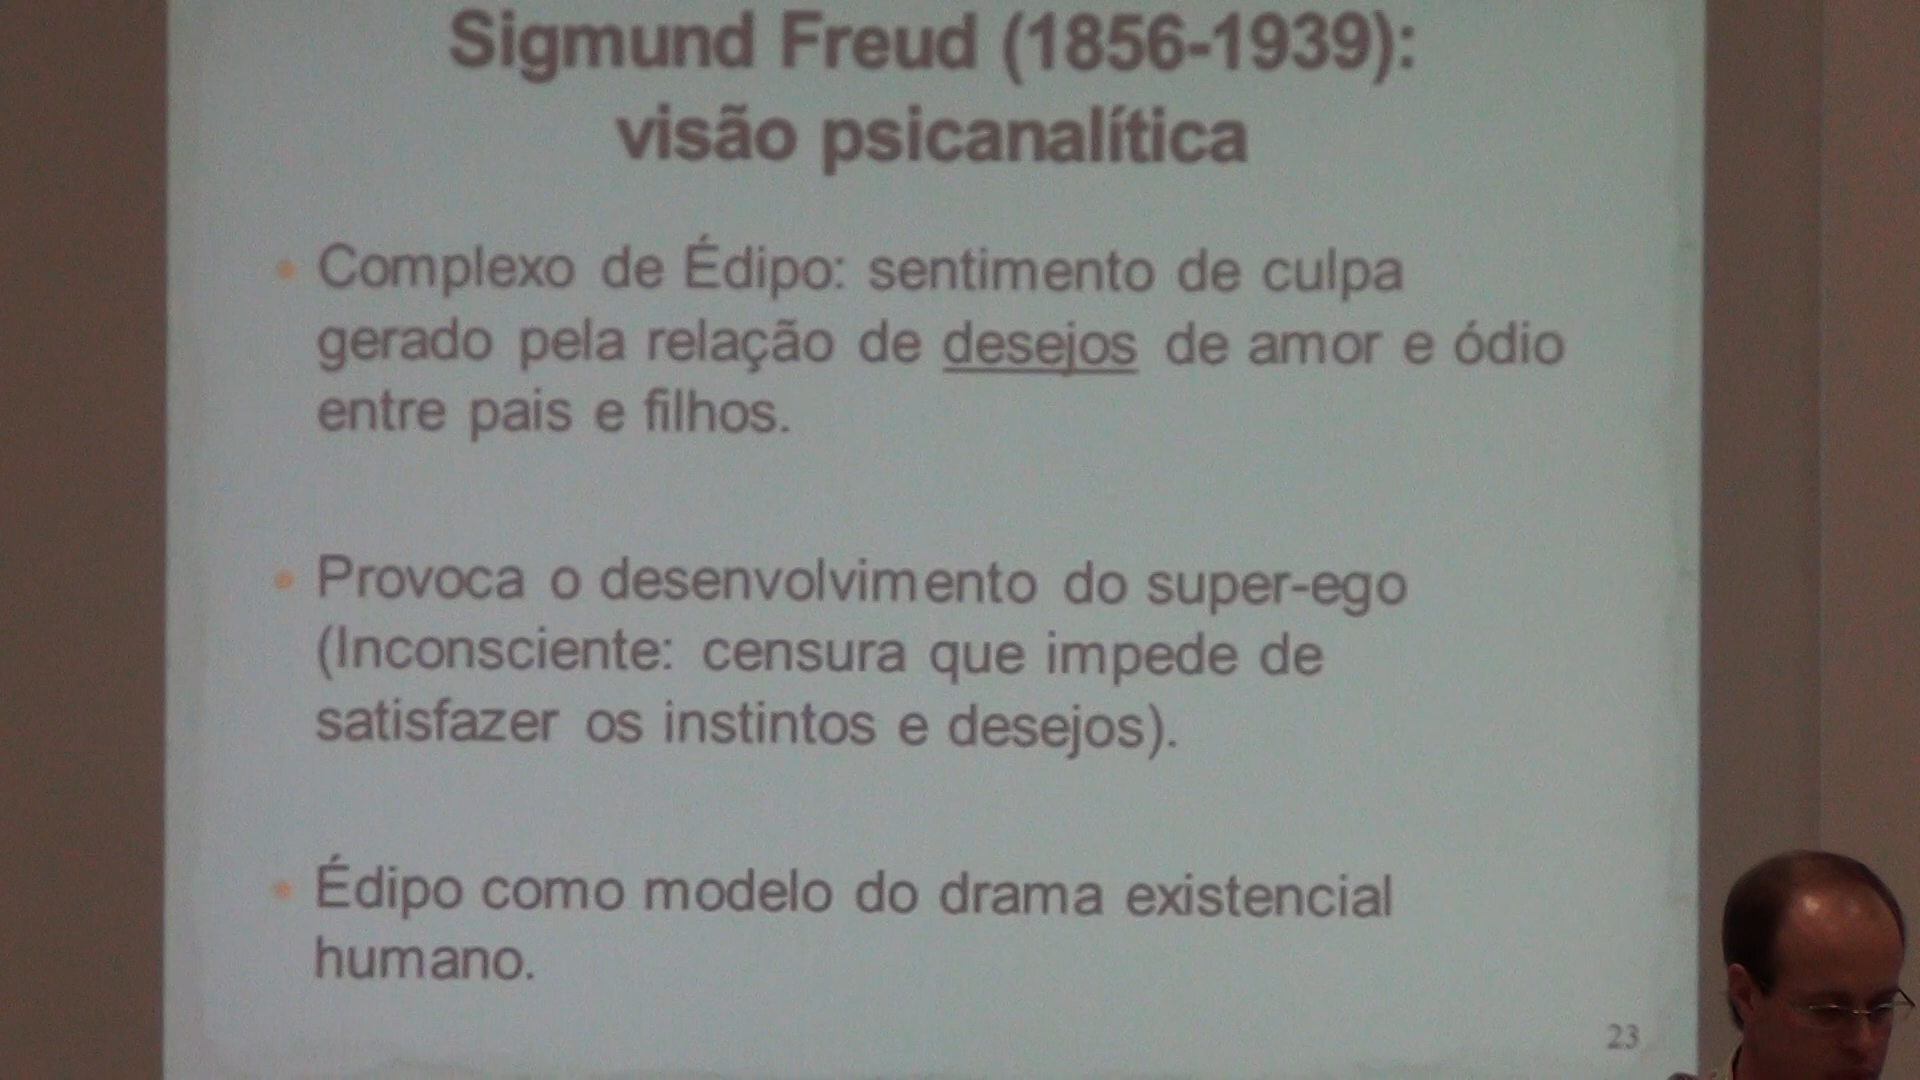 Sigmund Freud (1856-1939):
visão psicanalítica
• Complexo de Édipo: sentimento de culpa
gerado pela relação de desejos de amor e ódio
entre pais e filhos.
• Provoca o desenvolvimento do super-ego
(Inconsciente: censura que impede de
satisfazer os instintos e desejos).
• Édipo como modelo do drama existencial
humano.
23